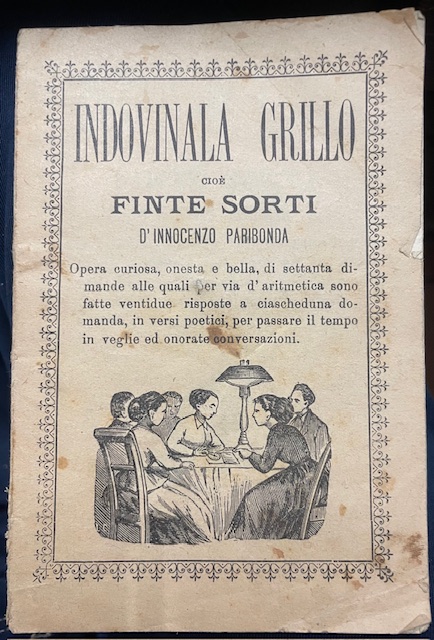 INDOVINALA GRILLO
CIOÈ
FINTE SORTI
D' INNOCENZO PARIBONDA
Opera curiosa, onesta e bella, di settanta di-
mande alle quali per via d' aritmetica sono
fatte ventidue risposte a ciascheduna do-
manda, in versi poetici, per passare il tempo
in veglie ed onorate conversazioni.